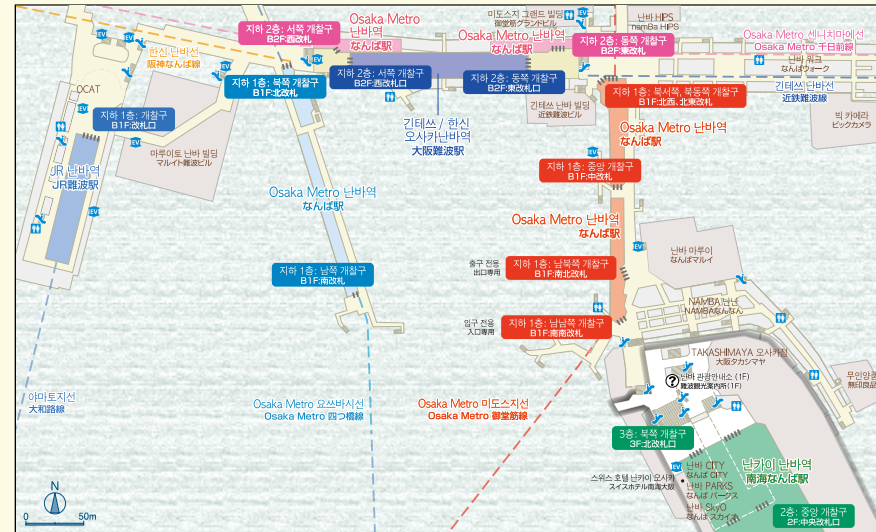 지하 2층: 서쪽 개찰구
B2F:西改札
Osaka Metro
난바역
なんば駅
미도스지 그랜드 빌딩
御堂筋グランドビル
Osaka Metro 난바역
なんば駅
난바 HIPS
nsmBa HIPS
지하 2층: 동쪽 개찰구
B2F:東改札
Osaka Metro 센니치마에선
Osaka Metro 千日前線
난바 워크
なんばウォーク
한신 난바선
阪神なんば線
지하 1층: 북쪽 개찰구
B1F:北改札
지하 2층: 서쪽 개찰구
B2F:西改札口
지하 2층: 동쪽 개찰구
B2F:東改札口
긴테쓰 난바선
近鉄難波線
OCAT
지하 1층: 개찰구
B1F:改札口
지하 1층: 북서쪽, 북동쪽 개찰구
B1F:北西、北東改札
긴테쓰 난바 빌딩
近鉄難波ビル
빅 카메라
ビックカメラ
긴테쓰 / 한신
오사카난바역
大阪難波駅
Osaka Metro 난바역
なんば駅
마루이토 난바 빌딩
マルイト難波ビル
JR 난바역
JR難波駅
지하 1층: 중앙 개찰구
B1F:中改札
Osaka Metro 난바역
なんば駅
Osaka Metro 난바역
なんば駅
난바 마루이
なんばマルイ
출구 전용
出口専用
지하 1층: 남북쪽 개찰구
B1F:南北改札
지하 1층: 남쪽 개찰구
B1F:南改札
NAMBA 난난
NAMBAなんなん
입구 전용
入口専用
지하 1층: 남남쪽 개찰구
B1F:南南改札
TAKASHIMAYA 오사카점
大阪タカシマヤ
난바 관광안내소 (1F)
難波観光案内所(1F)
무인양품
無印良品
야마토지선
大和路線
Osaka Metro 요쓰바시선
Osaka Metro 四つ橋線
Osaka Metro 미도스지선
Osaka Metro 御堂筋線
3층: 북쪽 개찰구
3F:北改札口
난카이 난바역
南海なんば駅
스위스 호텔 난카이 오사카
スイスホテル南海大阪
난바 CITY
なんば CITY
난바 PARKS
なんば パークス
난바 SkyO
なんば スカイオ
2층: 중앙 개찰구
2F:中央改札口
N
0 50m